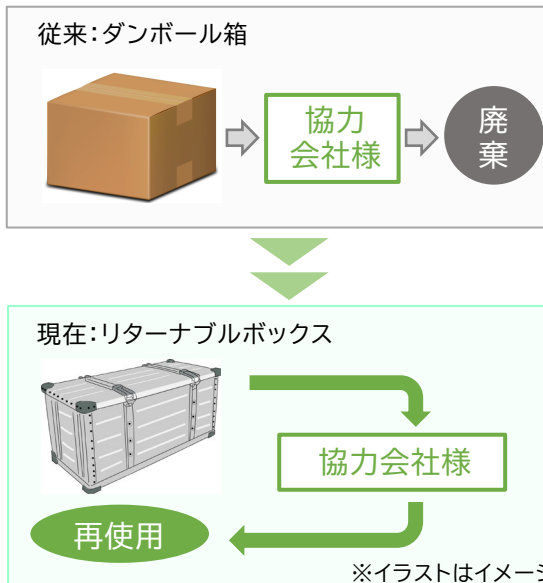 従来：ダンボール箱
協力
会社様
廃
棄
現在：リターナブルボックス
協力会社様
再使用
※イラストはイメージ